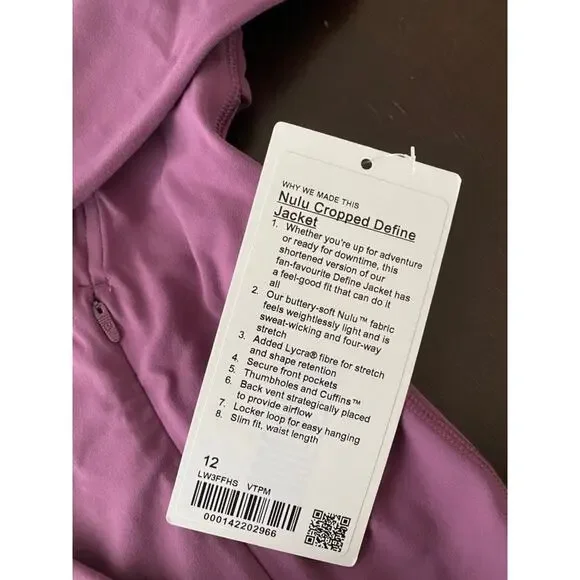 WHY WE MADE THIS
Nulu Cropped Define
Jacket
1. Whether you're up for adventure
or ready for downtime, this
shortened version of our
fan-favourite Define Jacket has
a feel-good fit that can do it
all
2. Our buttery-soft Nulu™ fabric
feels weightlessly light and is
sweat-wicking and four-way
stretch
3. Added Lycra® fibre for stretch
and shape retention
4. Secure front pockets
5. Thumbholes and Cuffins™
6. Back vent strategically placed
to provide airflow
7. Locker loop for easy hanging
8. Slim fit, waist length
12
LW3FFHS VTPM
000142202966